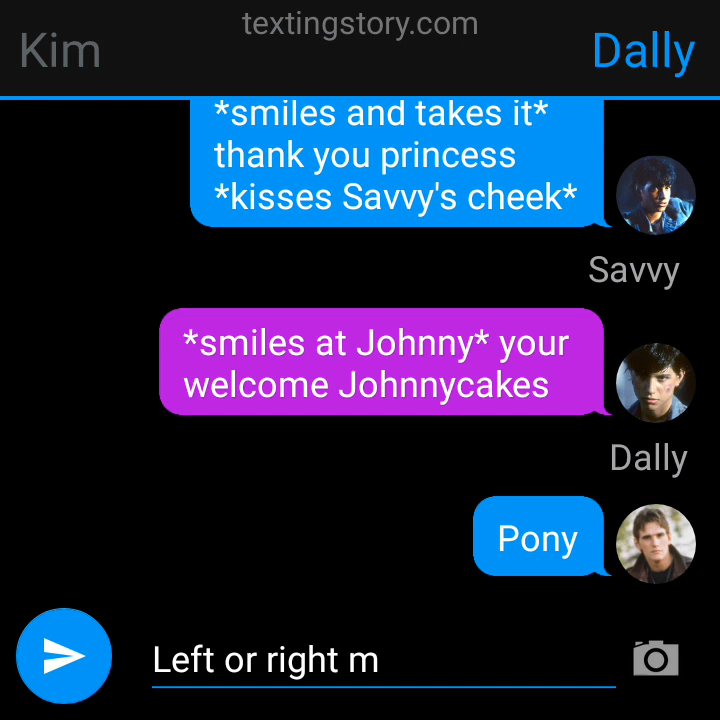 textingstory.com
Kim
Dally
*smiles and takes it*
thank you princess
*kisses Savvy's cheek*
Savvy
*smiles at Johnny* your
welcome Johnnycakes
Dally
Pony
Left or right m